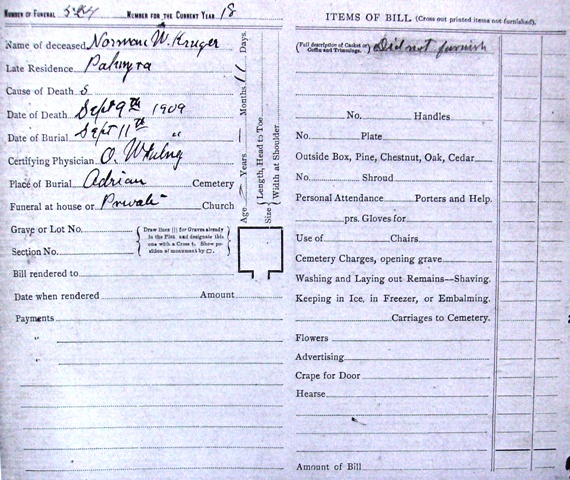 NUMBER OF FUNERAL NUMBER FOR THE CURRENT YEAR 18
Name of deceased Norman W. Kruger
Late Residence Palmyra
Cause of Death
Date of Death Sept 9th 1909
Date of Burial Sept 11th "
Certifying Physician O.
Place of Burial Adrian Cemetery
Funeral at house or Private Church
Grave or Lot No.
Section No.
Draw lines ||| for Graves already
in the Plot and designate this
one with a Cross †. Show po-
sition of monument by □.
Bill rendered to
Date when rendered Amount
Payments
"
"
Age Years Months 11 Days.
Size { Length, Head to Toe
Width at Shoulder
ITEMS OF BILL (Cross out printed items not furnished).
(Full description of Casket or
Coffin and Trimmings. Did not furnish
No. Handles
No. Plate
Outside Box, Pine, Chestnut, Oak, Cedar
No. Shroud
Personal Attendance Porters and Help.
prs. Gloves for
Use of Chairs.
Cemetery Charges, opening grave
Washing and Laying out Remains—Shaving.
Keeping in Ice, in Freezer, or Embalming.
Carriages to Cemetery.
Flowers
Advertising
Crape for Door
Hearse
Amount of Bill